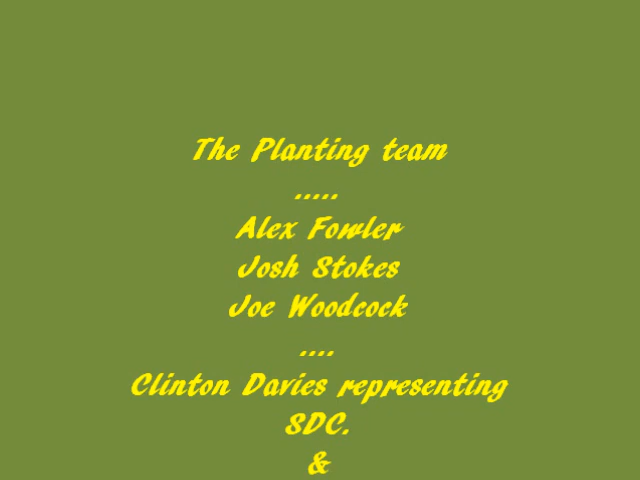 The Planting team
.....
Alex Fowler
Josh Stokes
Joe Woodcock
....
Clinton Davies representing
SDC.
&